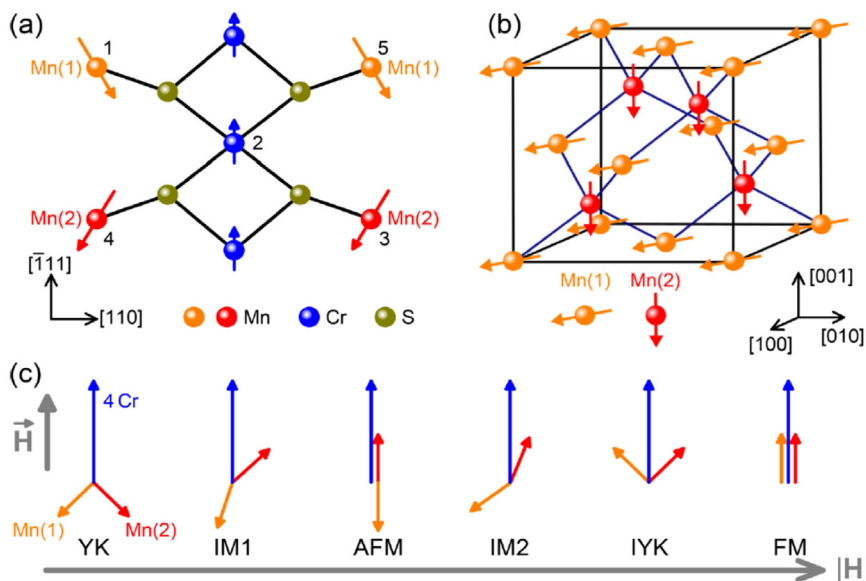 (a)
1
5
Mn(1)
Mn(1)
2
Mn(2)
Mn(2)
4
3
[1̄11]
[110]
Mn
Cr
S
(b)
Mn(1)
Mn(2)
[001]
[100]
[010]
(c)
H⃗
4 Cr
Mn(1)
Mn(2)
YK
IM1
AFM
IM2
IYK
FM
|H